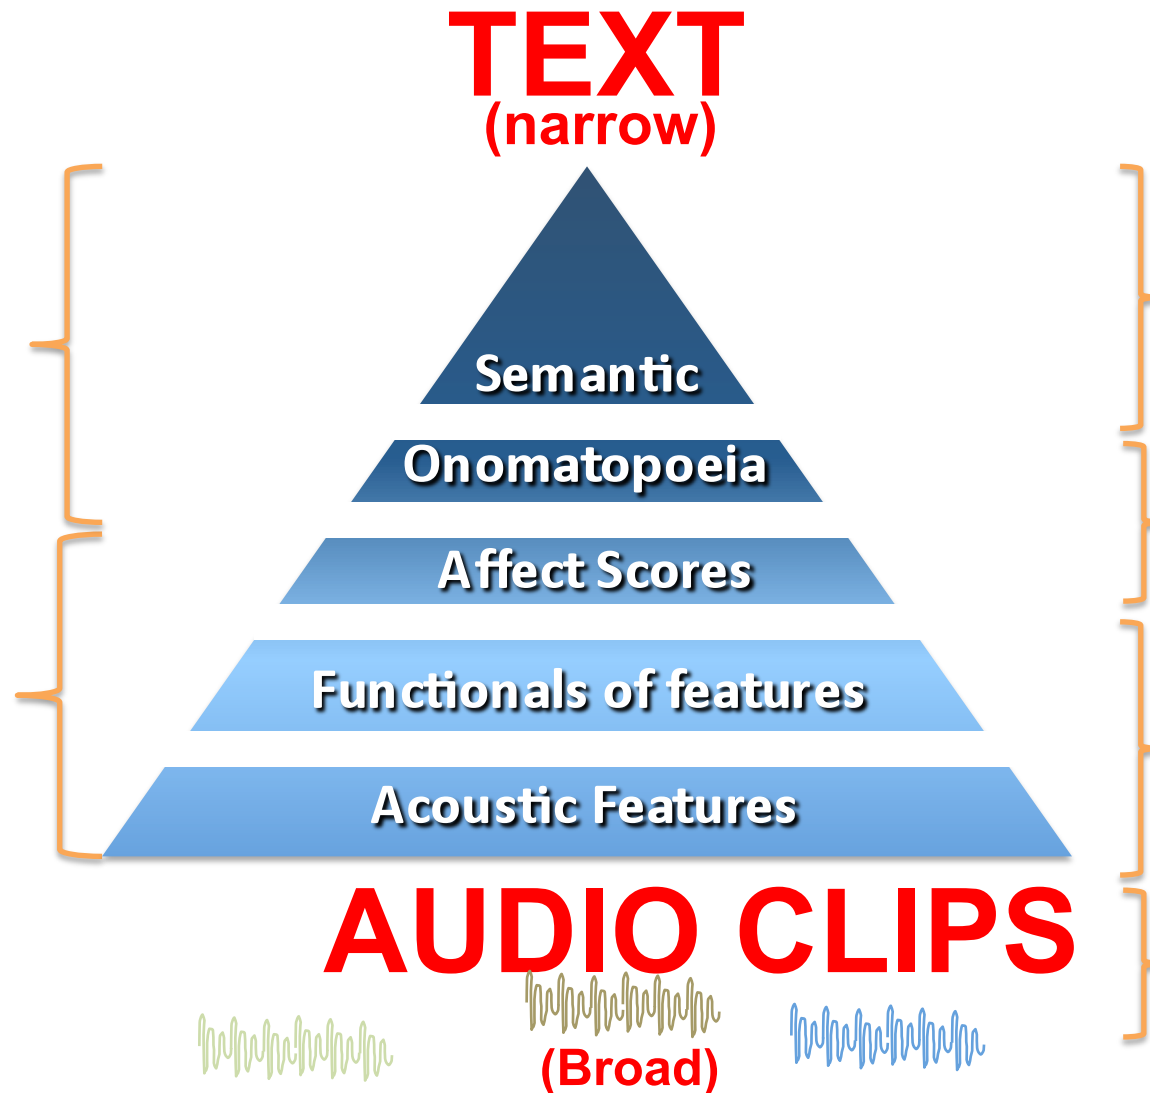 TEXT
(narrow)
Semantic
Onomatopoeia
Affect Scores
Functionals of features
Acoustic Features
AUDIO CLIPS
(Broad)